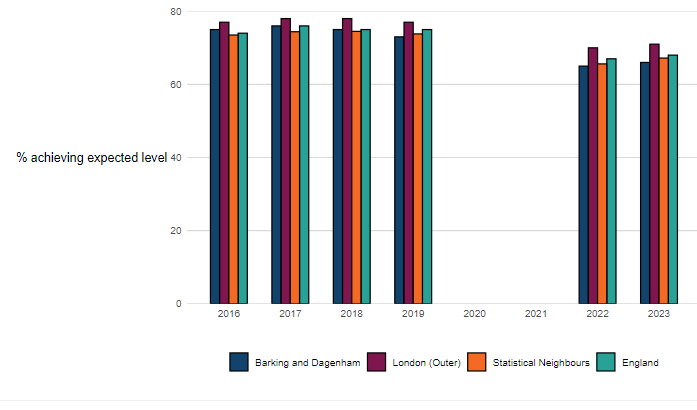 80
60
% achieving expected level 40
20
0
2016 2017 2018 2019 2020 2021 2022 2023
Barking and Dagenham London (Outer) Statistical Neighbours England